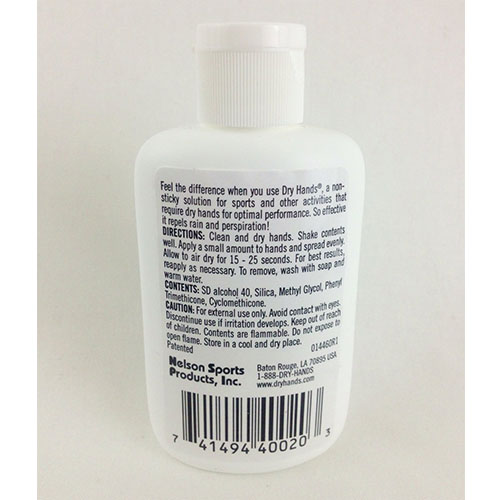 Feel the difference when you use Dry Hands®, a non-
sticky solution for sports and other activities that
require dry hands for optimal performance. So effective
it repels rain and perspiration!
DIRECTIONS: Clean and dry hands. Shake contents
well. Apply a small amount to hands and spread evenly.
Allow to air dry for 15 - 25 seconds. For best results,
reapply as necessary. To remove, wash with soap and
warm water.
CONTENTS: SD alcohol 40, Silica, Methyl Glycol, Phenyl
Trimethicone, Cyclomethicone.
CAUTION: For external use only. Avoid contact with eyes.
Discontinue use if irritation develops. Keep out of reach
of children. Contents are flammable. Do not expose to
open flame. Store in a cool and dry place.
Patented
014460R1
Nelson Sports
Products, Inc.
Baton Rouge, LA 70895 USA
1-888-DRY-HANDS
www.dryhands.com
7 41494 40020 3